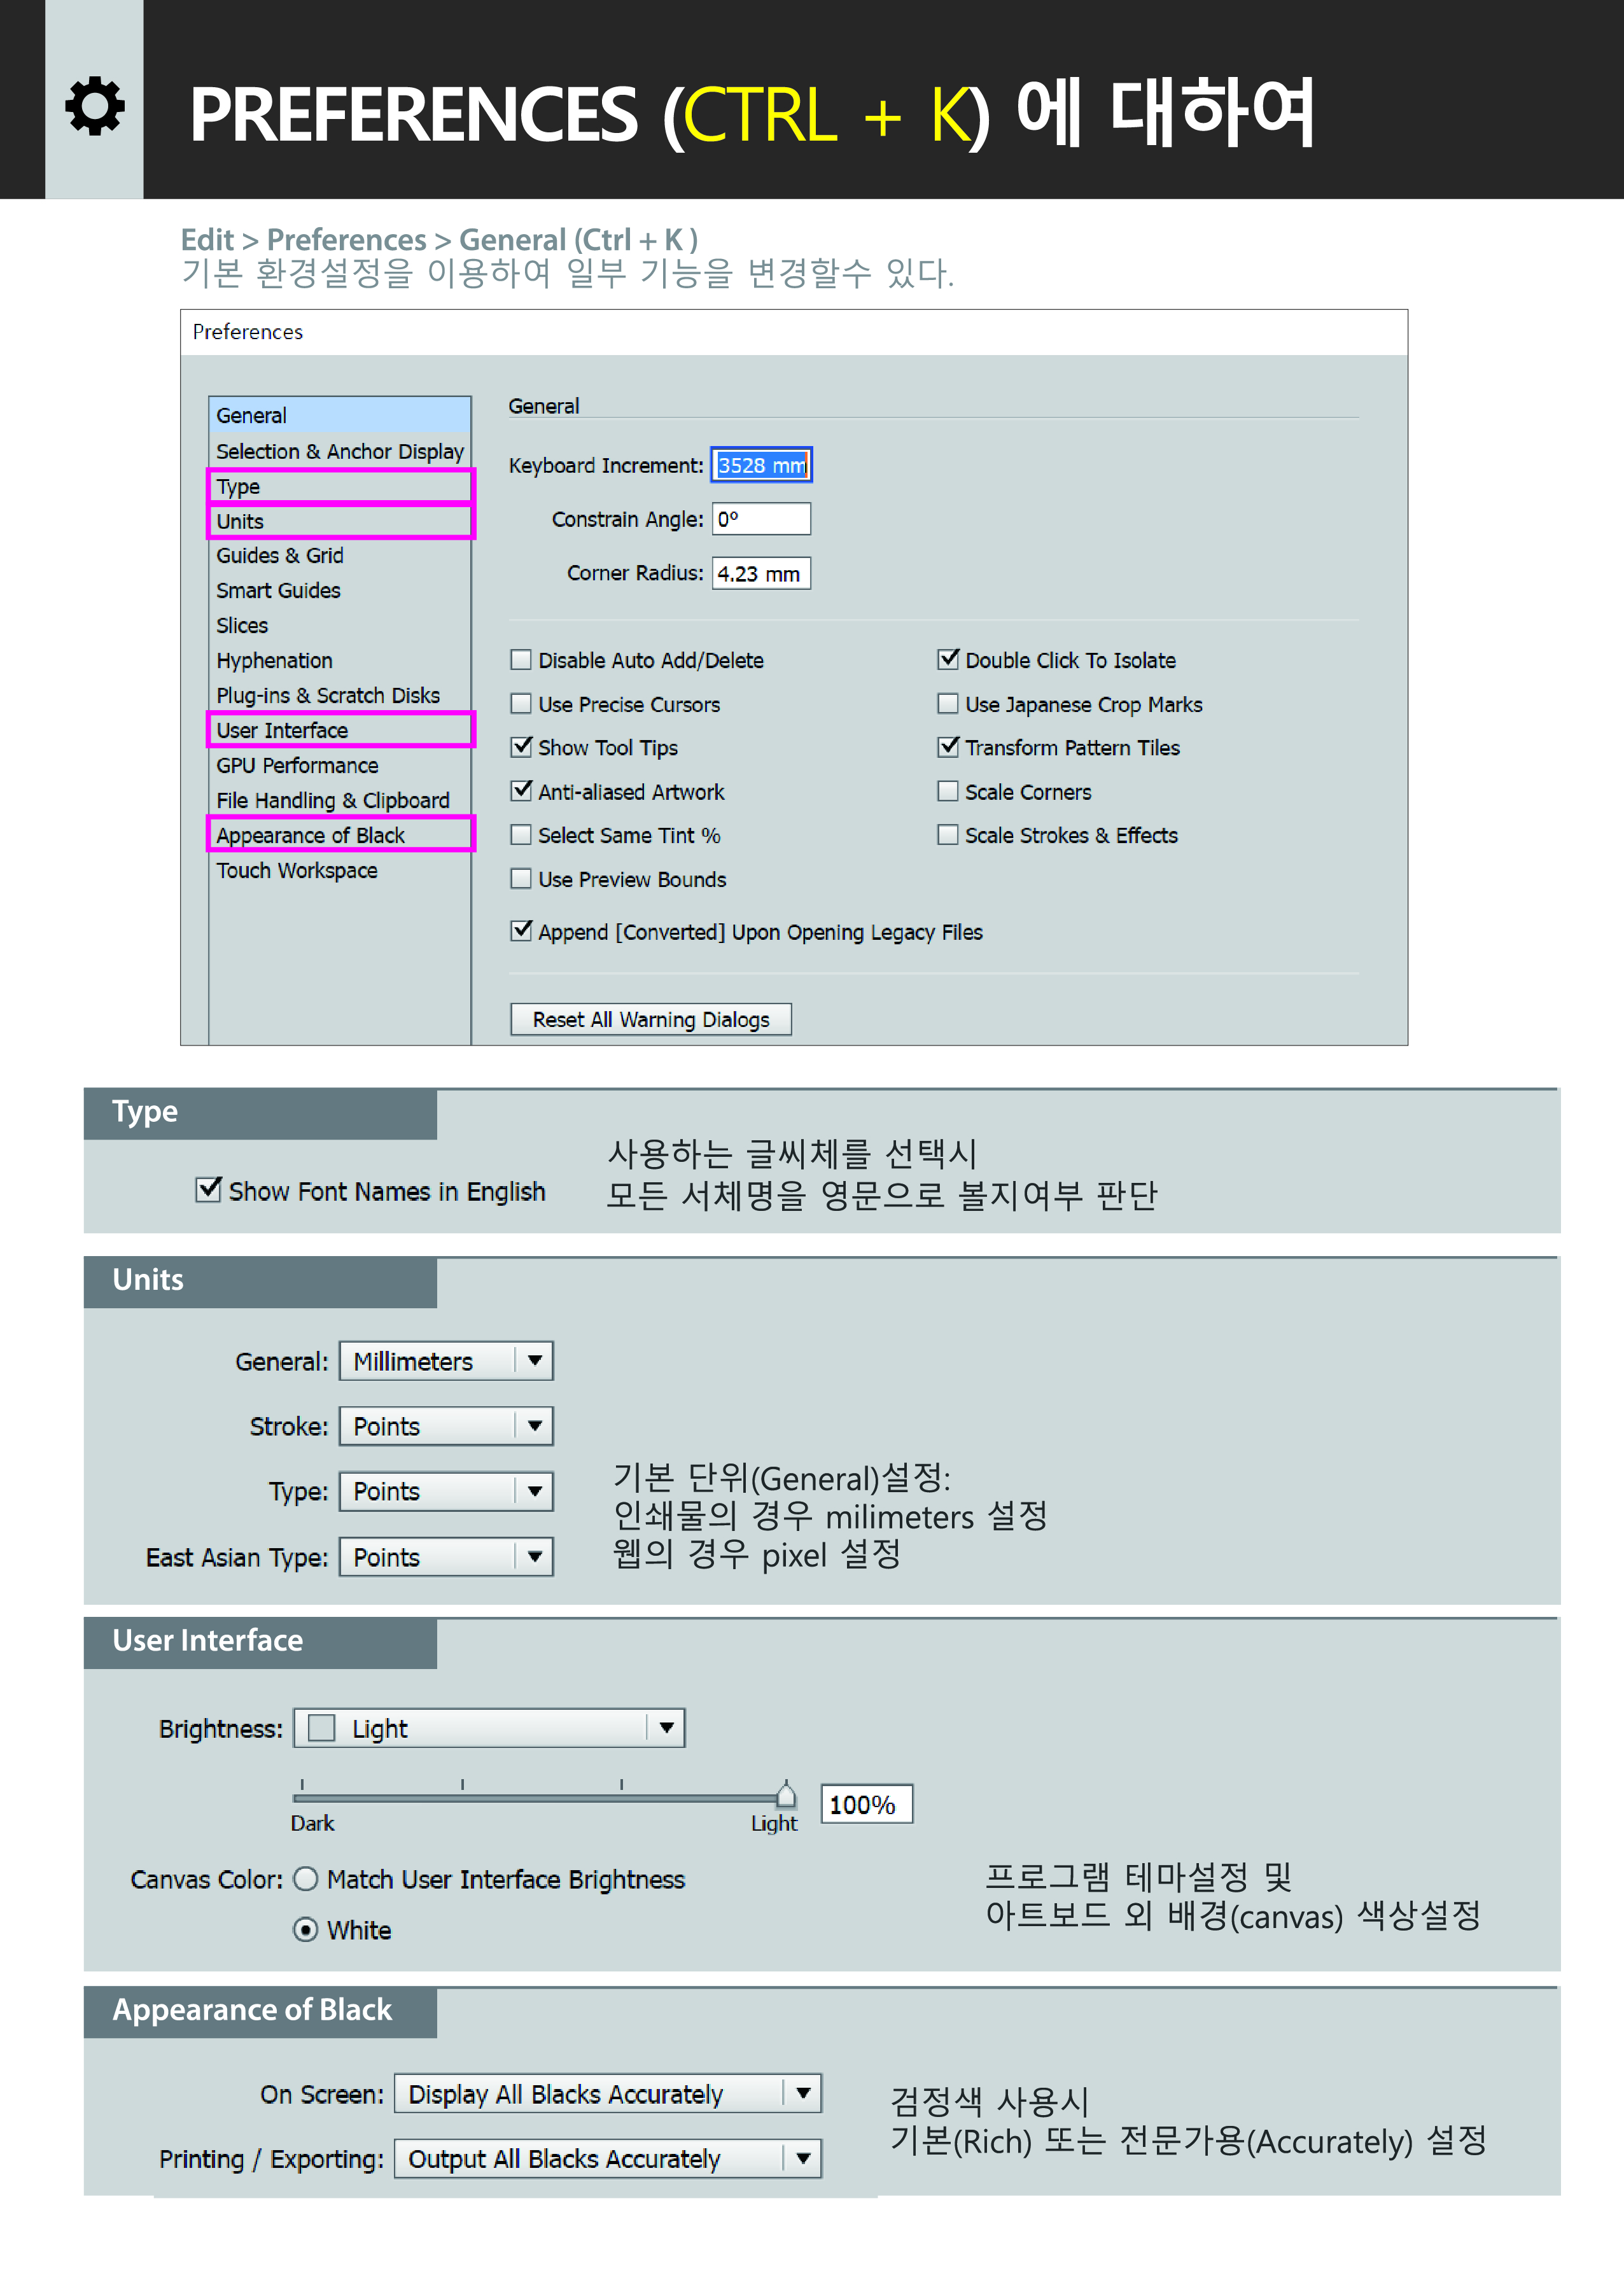 PREFERENCES (CTRL + K) 에 대하여
Edit > Preferences > General (Ctrl + K )
기본 환경설정을 이용하여 일부 기능을 변경할수 있다.
Preferences
General
Selection & Anchor Display
Type
Units
Guides & Grid
Smart Guides
Slices
Hyphenation
Plug-ins & Scratch Disks
User Interface
GPU Performance
File Handling & Clipboard
Appearance of Black
Touch Workspace
General
Keyboard Increment: 3528 mm
Constrain Angle: 0º
Corner Radius: 4.23 mm
Disable Auto Add/Delete
Use Precise Cursors
Show Tool Tips
Anti-aliased Artwork
Select Same Tint %
Use Preview Bounds
Double Click To Isolate
Use Japanese Crop Marks
Transform Pattern Tiles
Scale Corners
Scale Strokes & Effects
Append [Converted] Upon Opening Legacy Files
Reset All Warning Dialogs
Type
Show Font Names in English
사용하는 글씨체를 선택시
모든 서체명을 영문으로 볼지여부 판단
Units
General: Millimeters
Stroke: Points
Type: Points
East Asian Type: Points
기본 단위(General)설정:
인쇄물의 경우 milimeters 설정
웹의 경우 pixel 설정
User Interface
Brightness: Light
Dark Light
100%
Canvas Color: Match User Interface Brightness
White
프로그램 테마설정 및
아트보드 외 배경(canvas) 색상설정
Appearance of Black
On Screen: Display All Blacks Accurately
Printing / Exporting: Output All Blacks Accurately
검정색 사용시
기본(Rich) 또는 전문가용(Accurately) 설정